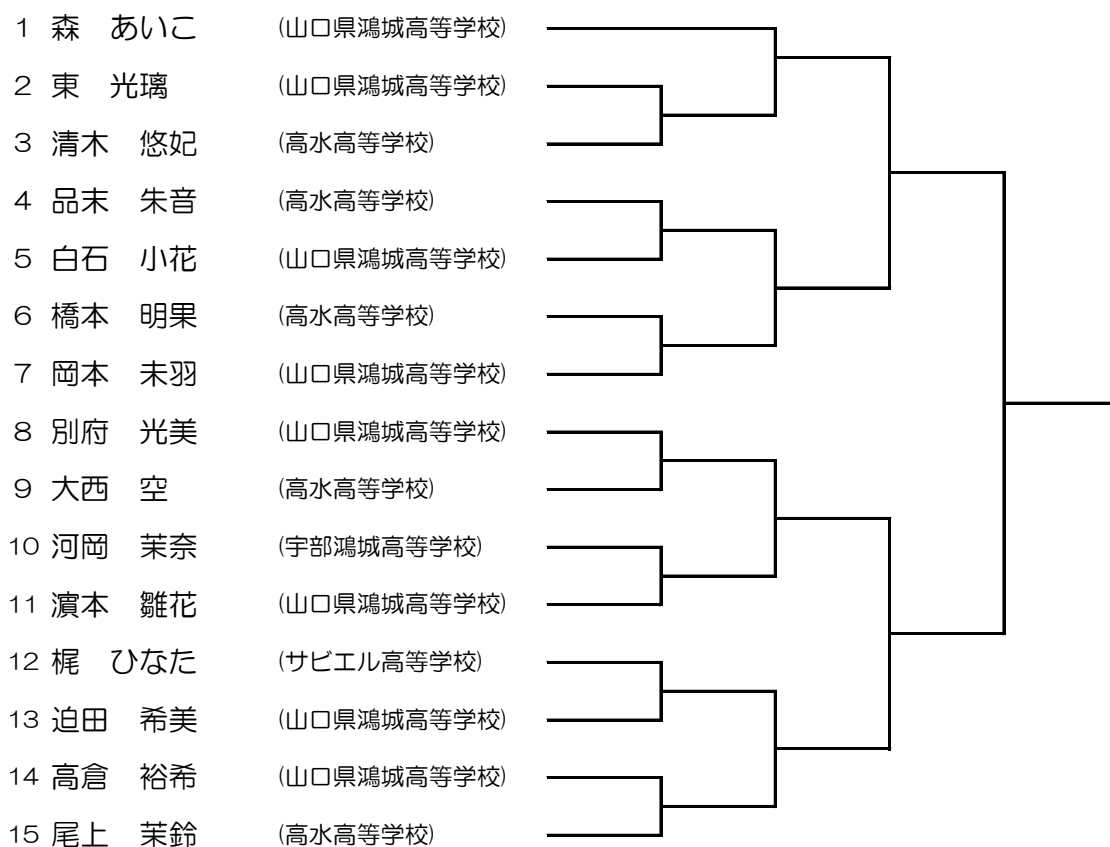 1 森　あいこ (山口県鴻城高等学校)
2 東　光璃 (山口県鴻城高等学校)
3 清木　悠妃 (高水高等学校)
4 品末　朱音 (高水高等学校)
5 白石　小花 (山口県鴻城高等学校)
6 橋本　明果 (高水高等学校)
7 岡本　未羽 (山口県鴻城高等学校)
8 別府　光美 (山口県鴻城高等学校)
9 大西　空 (高水高等学校)
10 河岡　茉奈 (宇部鴻城高等学校)
11 濵本　雛花 (山口県鴻城高等学校)
12 梶　ひなた (サビエル高等学校)
13 迫田　希美 (山口県鴻城高等学校)
14 高倉　裕希 (山口県鴻城高等学校)
15 尾上　茉鈴 (高水高等学校)